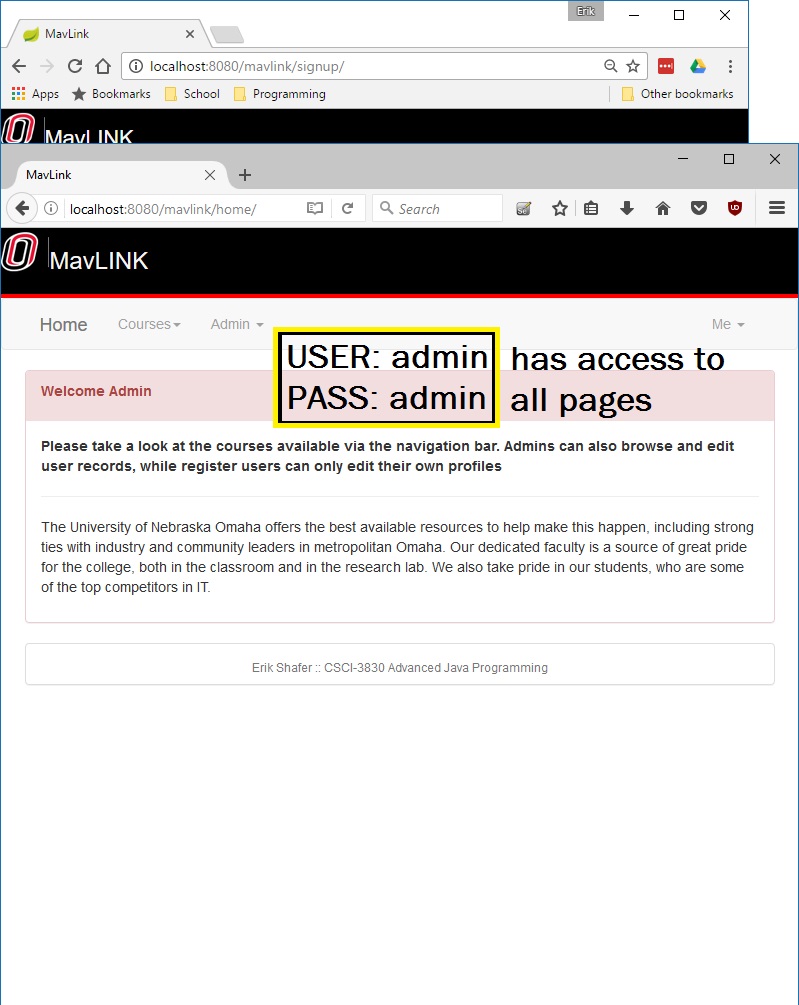 Erik
MavLink
localhost:8080/mavlink/signup/
Apps Bookmarks School Programming Other bookmarks
MavLINK
MavLink
localhost:8080/mavlink/home/ Search
MavLINK
Home Courses Admin Me
USER: admin has access to
PASS: admin all pages
Welcome Admin
Please take a look at the courses available via the navigation bar. Admins can also browse and edit
user records, while register users can only edit their own profiles
The University of Nebraska Omaha offers the best available resources to help make this happen, including strong
ties with industry and community leaders in metropolitan Omaha. Our dedicated faculty is a source of great pride
for the college, both in the classroom and in the research lab. We also take pride in our students, who are some
of the top competitors in IT.
Erik Shafer :: CSCI-3830 Advanced Java Programming